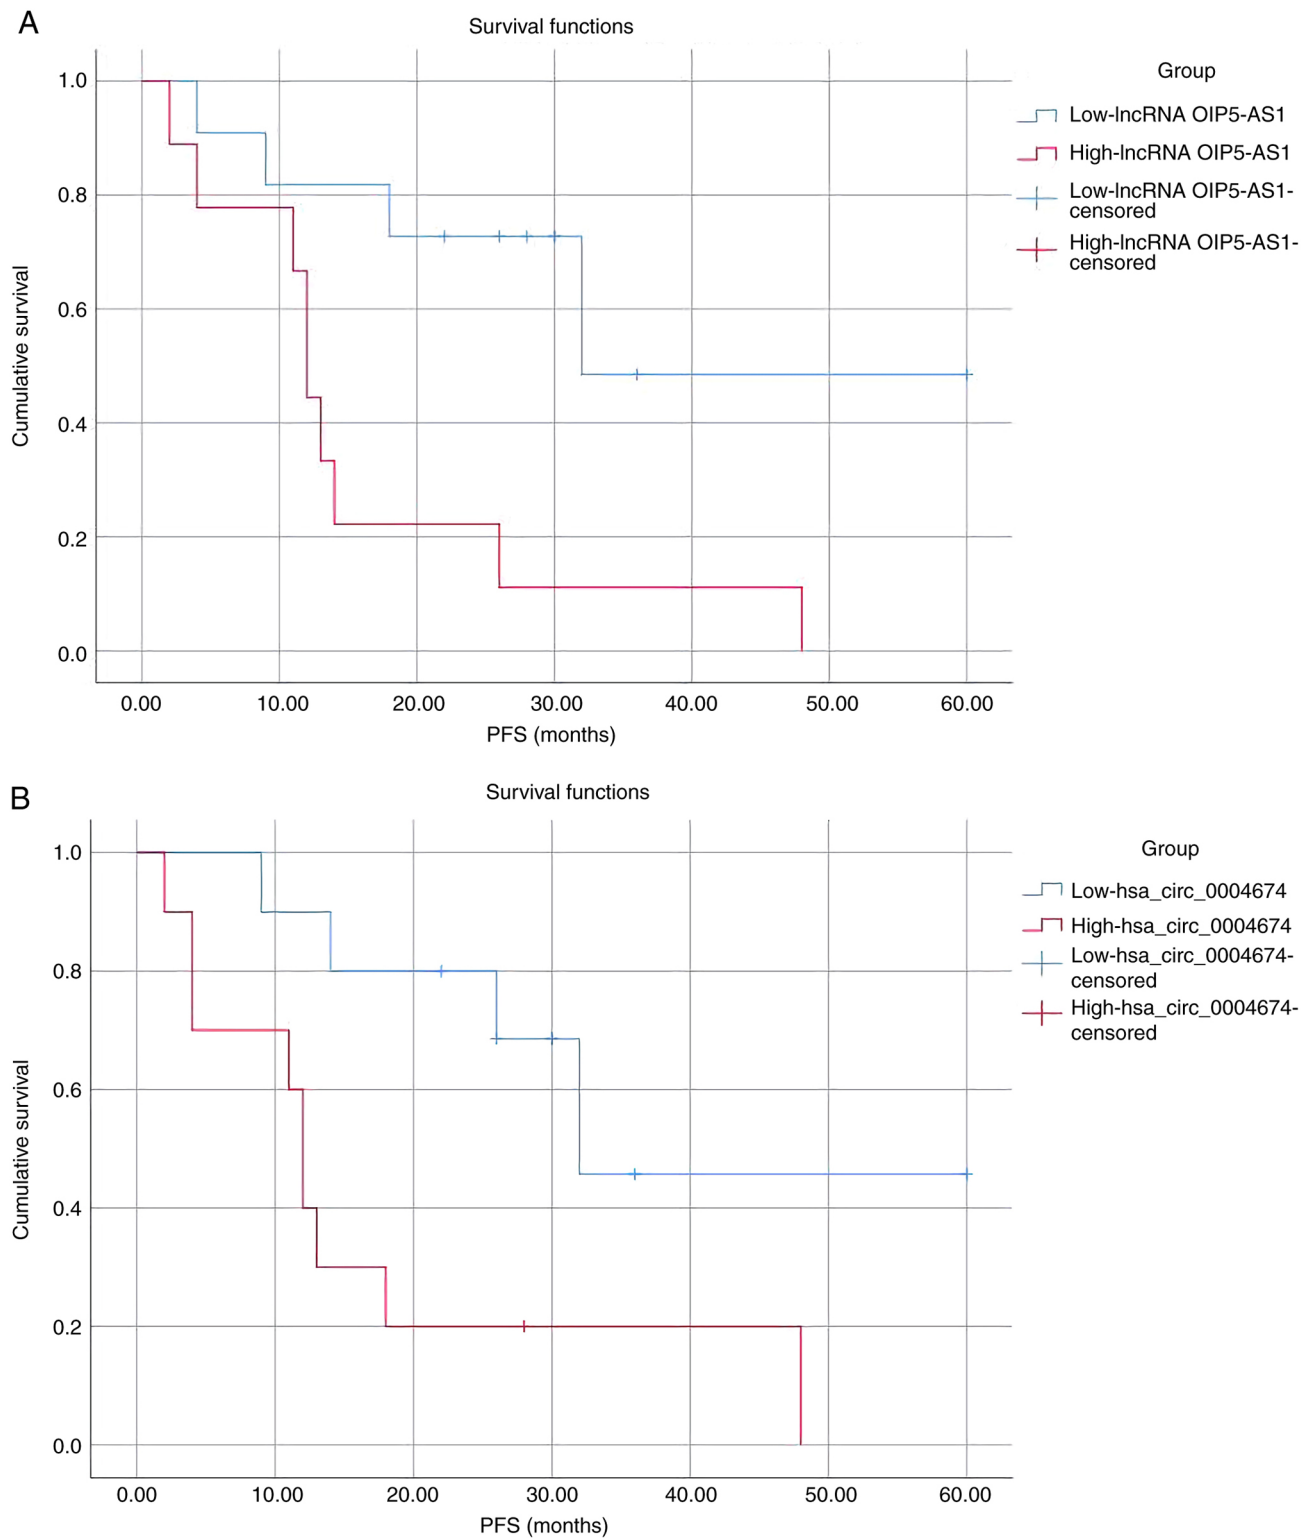 A
Survival functions
Group
Low-lncRNA OIP5-AS1
High-lncRNA OIP5-AS1
Low-lncRNA OIP5-AS1-
censored
High-lncRNA OIP5-AS1-
censored
Cumulative survival
1.0
0.8
0.6
0.4
0.2
0.0
0.00 10.00 20.00 30.00 40.00 50.00 60.00
PFS (months)
B
Survival functions
Group
Low-hsa_circ_0004674
High-hsa_circ_0004674
Low-hsa_circ_0004674-
censored
High-hsa_circ_0004674-
censored
Cumulative survival
1.0
0.8
0.6
0.4
0.2
0.0
0.00 10.00 20.00 30.00 40.00 50.00 60.00
PFS (months)